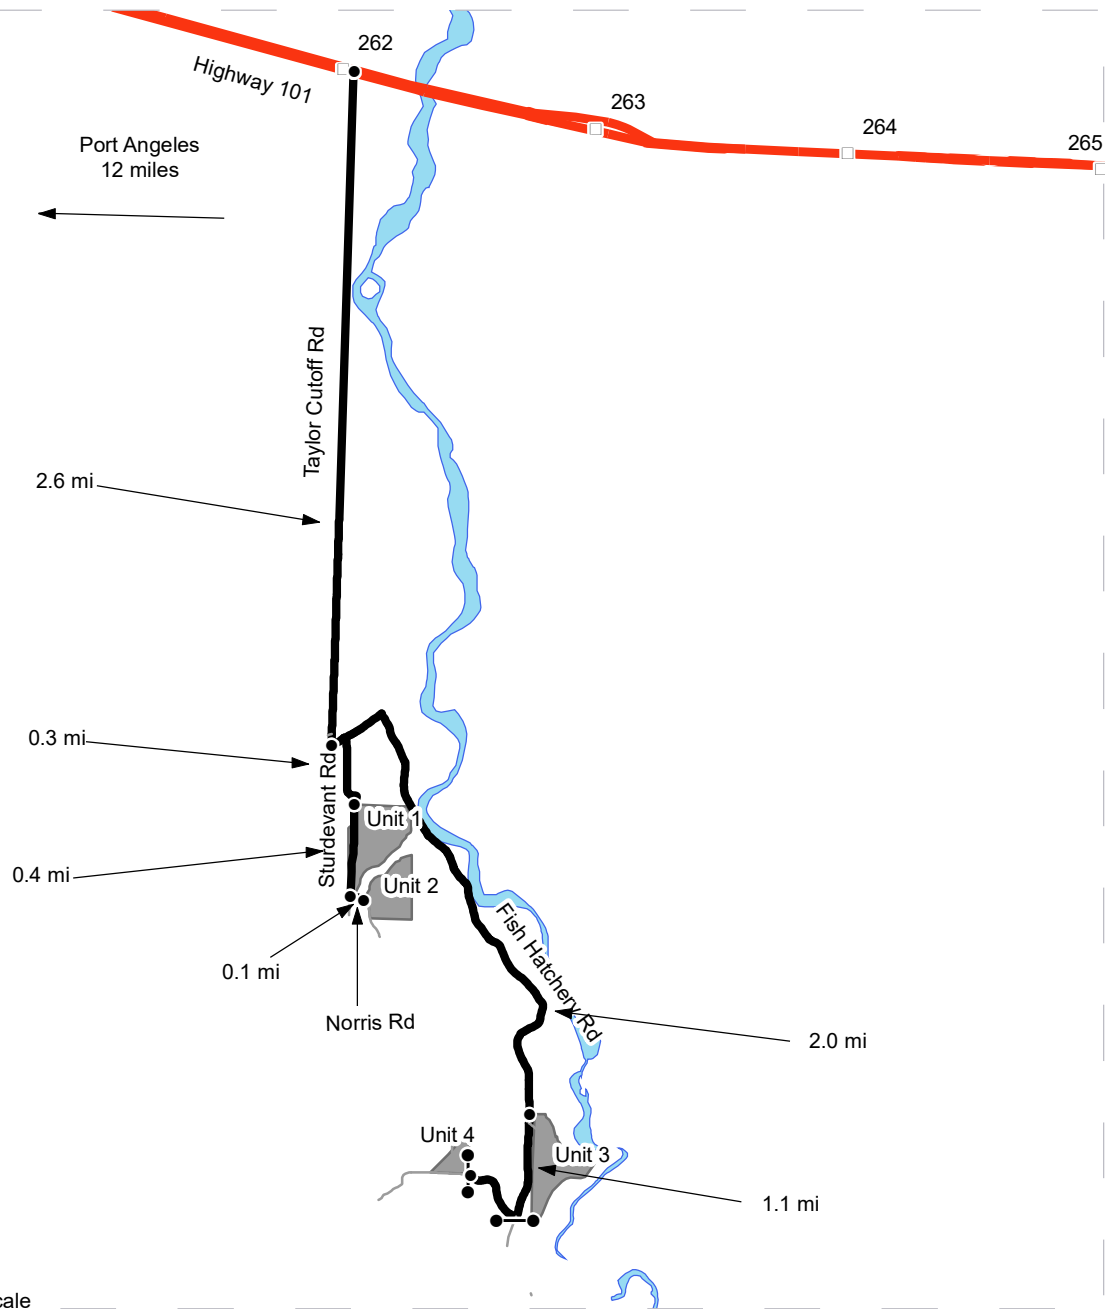 262
Highway 101
263
264
265
Port Angeles
12 miles
Taylor Cutoff Rd
2.6 mi
0.3 mi
Sturdevant Rd
Unit 1
0.4 mi
Unit 2
Fish Hatchery Rd
0.1 mi
Norris Rd
2.0 mi
Unit 4
Unit 3
1.1 mi
cale